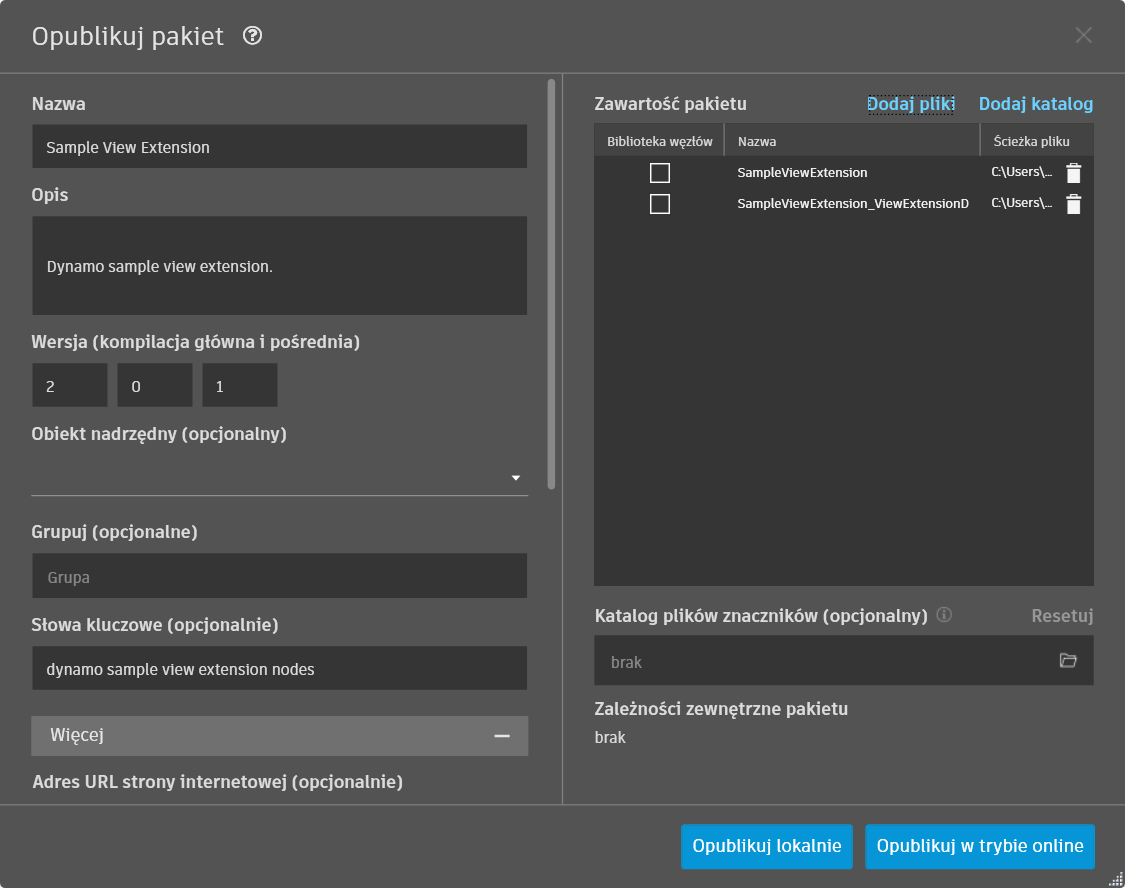 Opublikuj pakiet
Nazwa
Sample View Extension
Opis
Dynamo sample view extension.
Wersja (kompilacja główna i pośrednia)
2 0 1
Obiekt nadrzędny (opcjonalny)
Grupuj (opcjonalne)
Grupa
Słowa kluczowe (opcjonalnie)
dynamo sample view extension nodes
Więcej
Adres URL strony internetowej (opcjonalnie)
Zawartość pakietu Dodaj pliki Dodaj katalog
Biblioteka węzłów Nazwa Ścieżka pliku
SampleViewExtension C:\Users\...
SampleViewExtension_ViewExtensionD C:\Users\...
Katalog plików znaczników (opcjonalny) Resetuj
brak
Zależności zewnętrzne pakietu
brak
Opublikuj lokalnie Opublikuj w trybie online